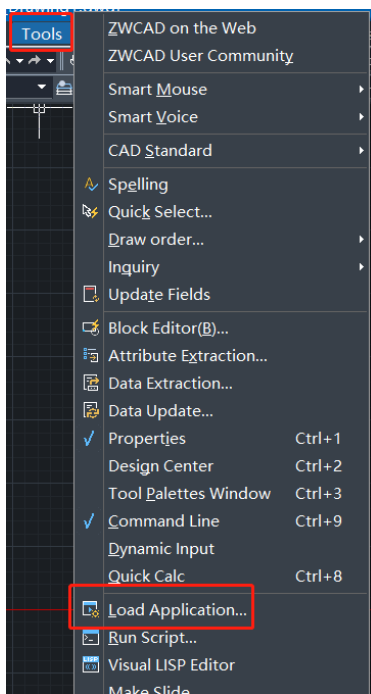 Tools
ZWCAD on the Web
ZWCAD User Community
Smart Mouse
Smart Voice
CAD Standard
Spelling
Quick Select...
Draw order...
Inquiry
Update Fields
Block Editor(B)...
Attribute Extraction...
Data Extraction...
Data Update...
Properties Ctrl+1
Design Center Ctrl+2
Tool Palettes Window Ctrl+3
Command Line Ctrl+9
Dynamic Input
Quick Calc Ctrl+8
Load Application...
Run Script...
LISP Visual LISP Editor
Make Slide